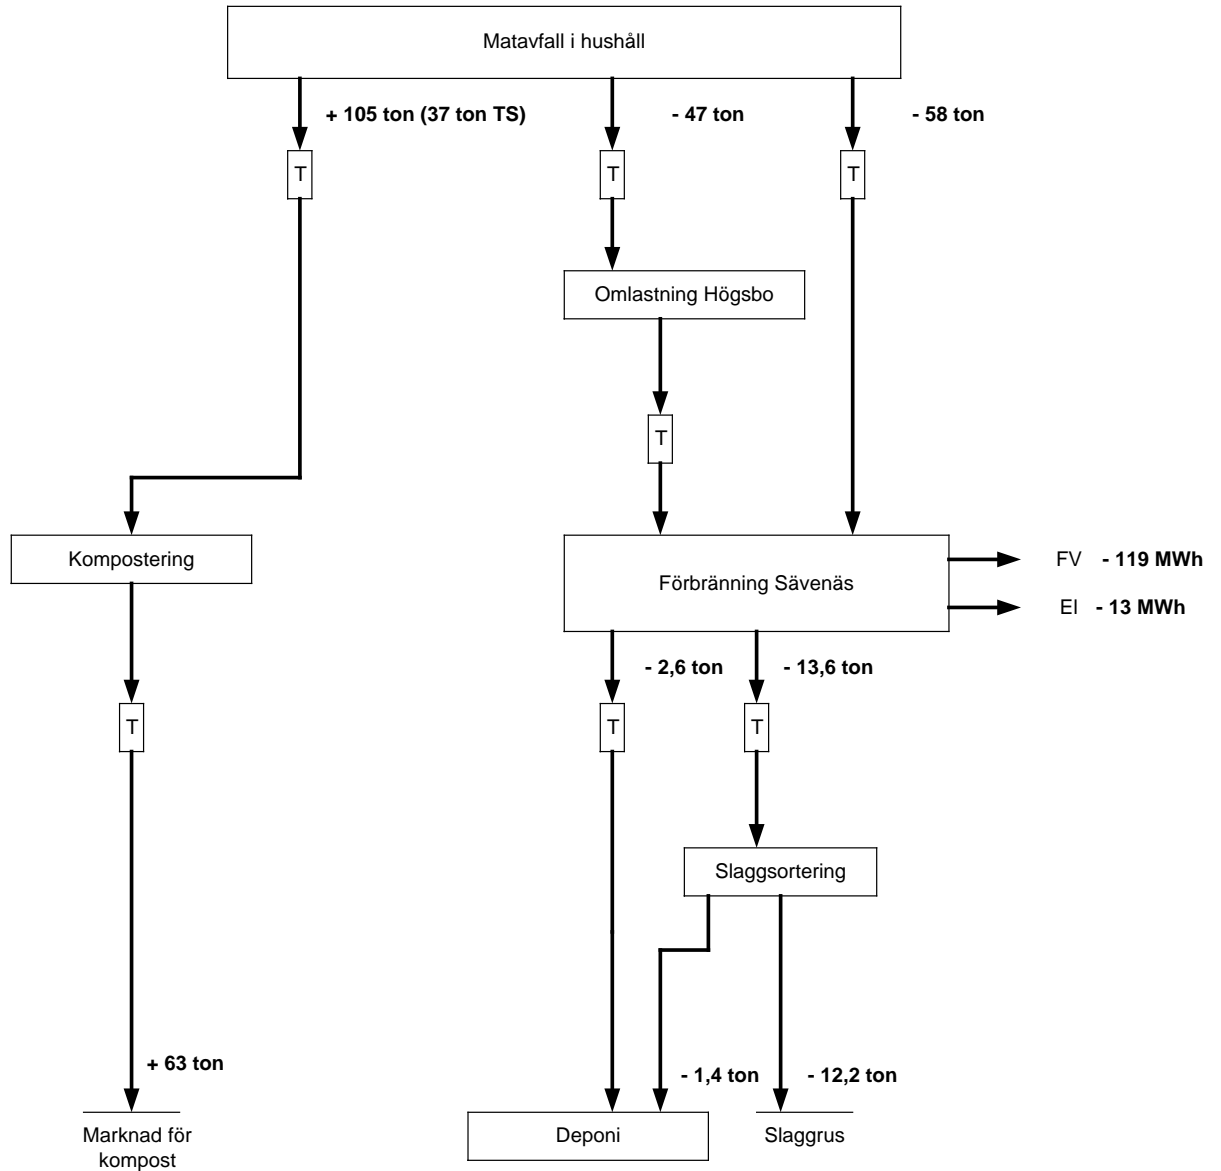 Matavfall i hushåll
+ 105 ton (37 ton TS)
- 47 ton
- 58 ton
T
T
T
Omlastning Högsbo
T
Kompostering
Förbränning Sävenäs
FV - 119 MWh
El - 13 MWh
- 2,6 ton
- 13,6 ton
T
T
T
Slaggsortering
+ 63 ton
- 1,4 ton
- 12,2 ton
Marknad för
kompost
Deponi
Slaggrus